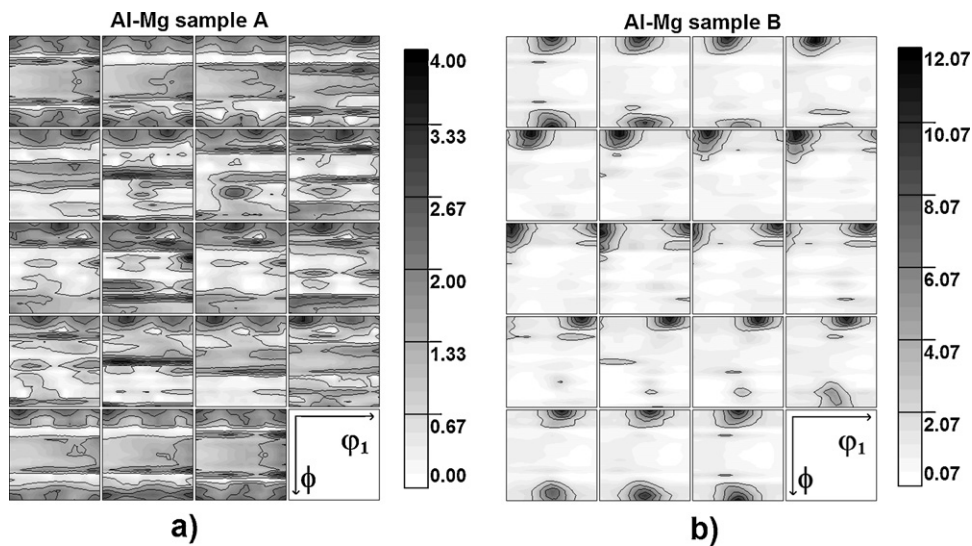 Al-Mg sample A
4.00
3.33
2.67
2.00
1.33
0.67
0.00
φ1
ϕ
a)
Al-Mg sample B
12.07
10.07
8.07
6.07
4.07
2.07
0.07
φ1
ϕ
b)